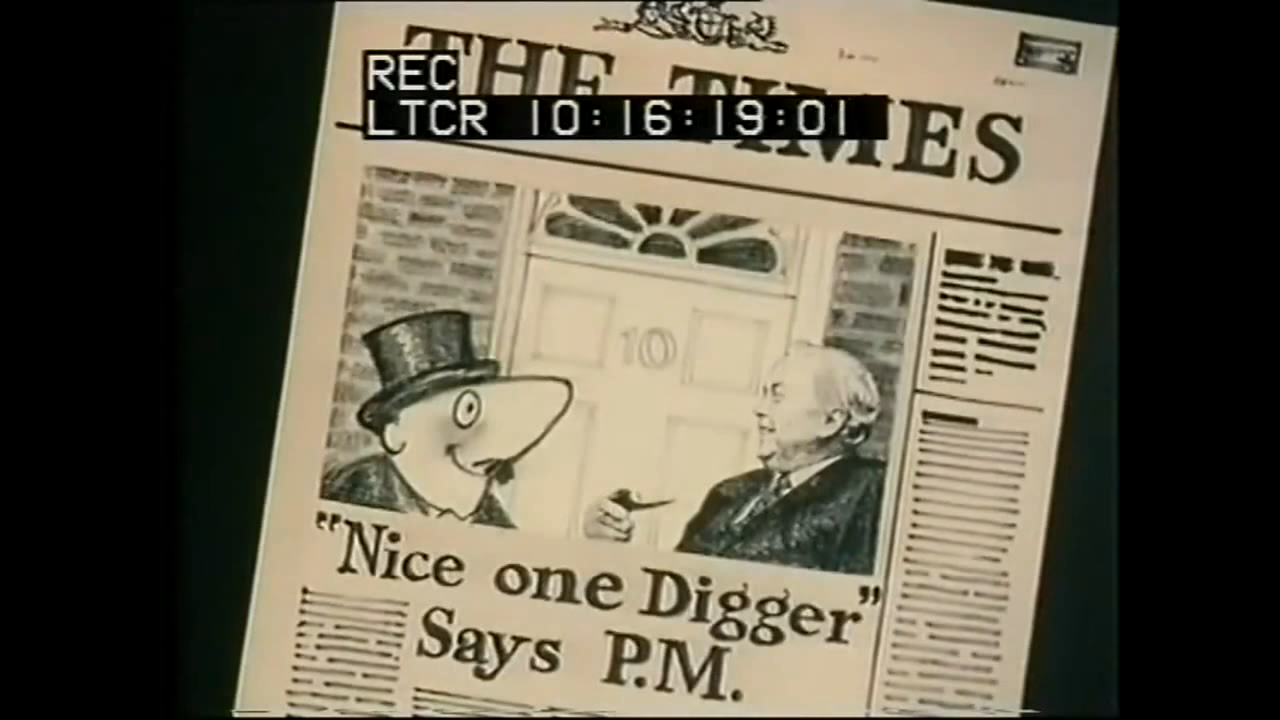 THE TIMES
REC
LTCR 10:16:19:01
10
"Nice one Digger"
Says P.M.